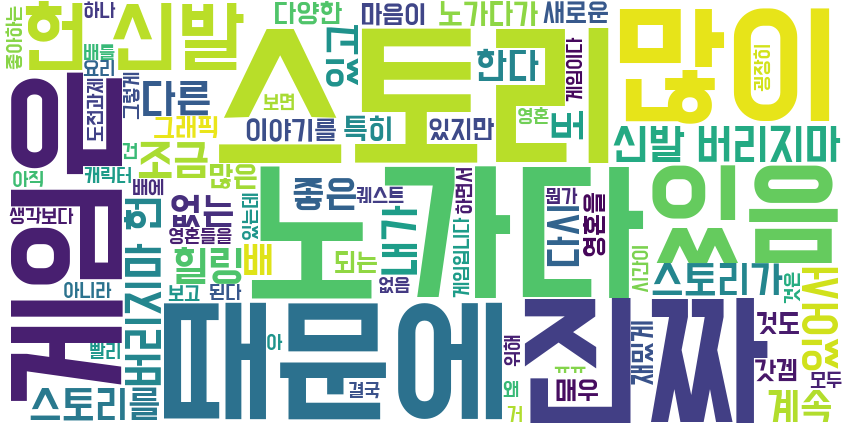 좋아하는
하나
헌
신발
다양한
마음이
노가다가
새로운
스토리
많이
있고
한다
게임이다
굉장히
배를
요리
도전과제
그렇게
다른
보면
영혼
그래픽
이야기를
특히
있지만
버
신발 버리지마
게임은
조금
건
아직
캐릭터
많은
좋은
퀘스트
하면서
뭔가
영혼을
다시
있음
노가다
내가
배에
없는
있는데
생각보다
헌
영혼들을
힐링
배
되는
없음
게임입니다
시간이
스토리가
것은
재밌어
아니라
보고
된다
버리지마
때문에
진짜
빨리
아
위해
재밌게
것도
갓겜
모두
ㅠㅠ
매우
왜
거
결국
스토리를
계속